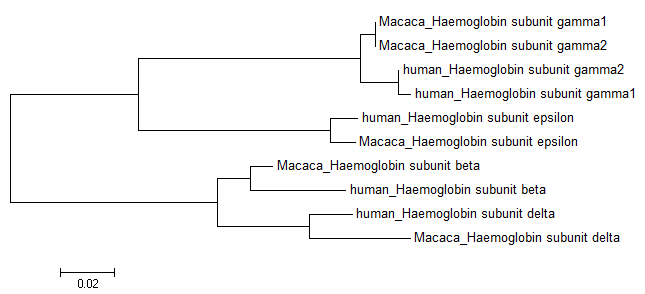 Macaca_Haemoglobin subunit gamma1
Macaca_Haemoglobin subunit gamma2
human_Haemoglobin subunit gamma2
human_Haemoglobin subunit gamma1
human_Haemoglobin subunit epsilon
Macaca_Haemoglobin subunit epsilon
Macaca_Haemoglobin subunit beta
human_Haemoglobin subunit beta
human_Haemoglobin subunit delta
Macaca_Haemoglobin subunit delta
0.02